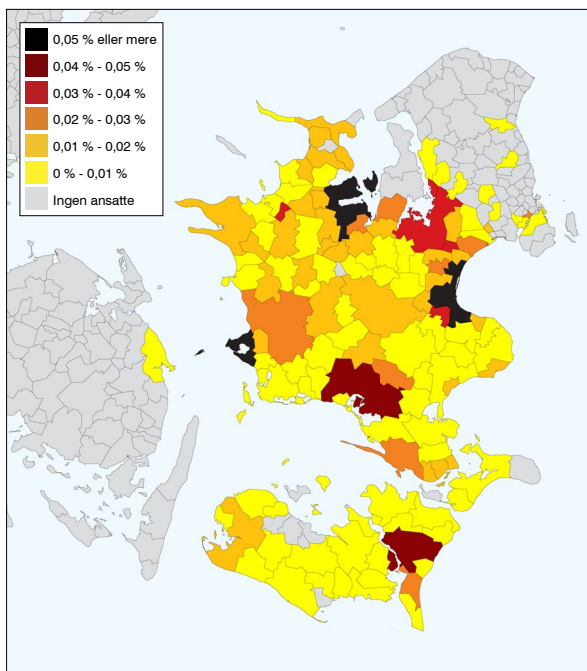 0,05 % eller mere
0,04 % - 0,05 %
0,03 % - 0,04 %
0,02 % - 0,03 %
0,01 % - 0,02 %
0 % - 0,01 %
Ingen ansatte